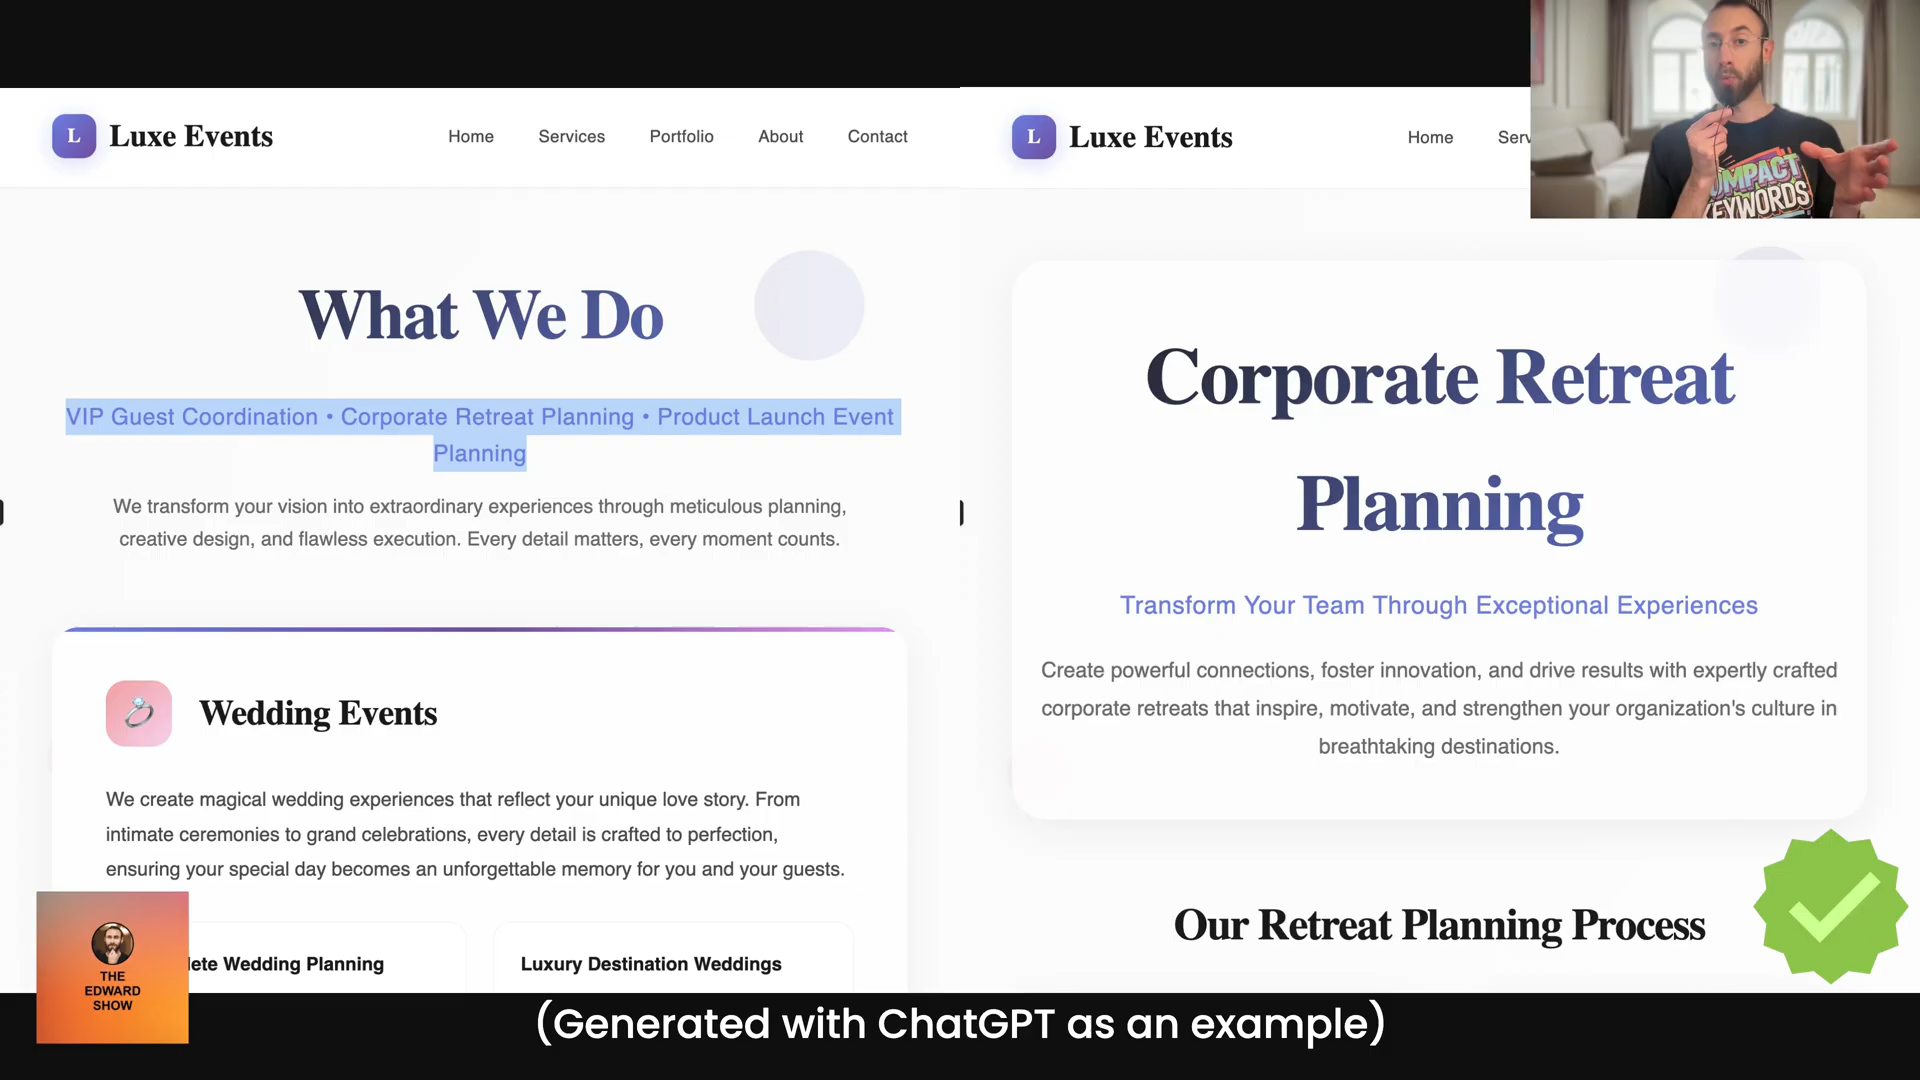 L
Luxe Events
Home
Services
Portfolio
About
Contact
What We Do
VIP Guest Coordination • Corporate Retreat Planning • Product Launch Event
Planning
We transform your vision into extraordinary experiences through meticulous planning,
creative design, and flawless execution. Every detail matters, every moment counts.
Wedding Events
We create magical wedding experiences that reflect your unique love story. From
intimate ceremonies to grand celebrations, every detail is crafted to perfection,
ensuring your special day becomes an unforgettable memory for you and your guests.
lete Wedding Planning
Luxury Destination Weddings
THE
EDWARD
SHOW
L
Luxe Events
Home
Serv
OMPACT
KEYWORDS
Corporate Retreat
Planning
Transform Your Team Through Exceptional Experiences
Create powerful connections, foster innovation, and drive results with expertly crafted
corporate retreats that inspire, motivate, and strengthen your organization's culture in
breathtaking destinations.
Our Retreat Planning Process
(Generated with ChatGPT as an example)